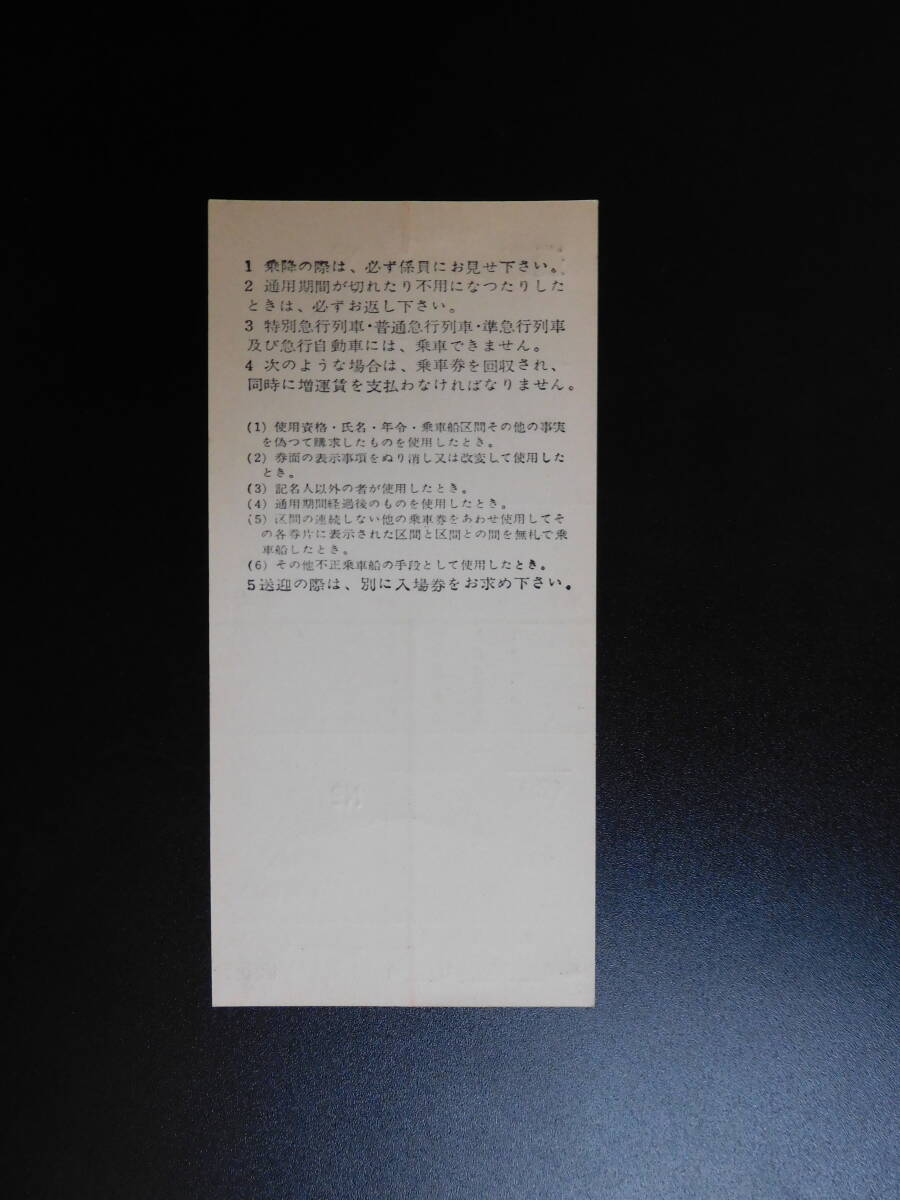 1 乗降の際は、必ず係員にお見せ下さい。
2 通用期間が切れたり不用になつたりした
ときは、必ずお返し下さい。
3 特別急行列車・普通急行列車・準急行列車
及び急行自動車には、乗車できません。
4 次のような場合は、乗車券を回収され、
同時に増運賃を支払わなければなりません。
(1) 使用資格・氏名・年令・乗車船区間その他の事実
を偽つて購求したものを使用したとき。
(2) 券面の表示事項をぬり消し又は改変して使用した
とき。
(3) 記名人以外の者が使用したとき。
(4) 通用期間経過後のものを使用したとき。
(5) 区間の連続しない他の乗車券をあわせ使用してそ
の各券片に表示された区間と区間との間を無札で乗
車船したとき。
(6) その他不正乗車船の手段として使用したとき。
5 送迎の際は、別に入場券をお求め下さい。